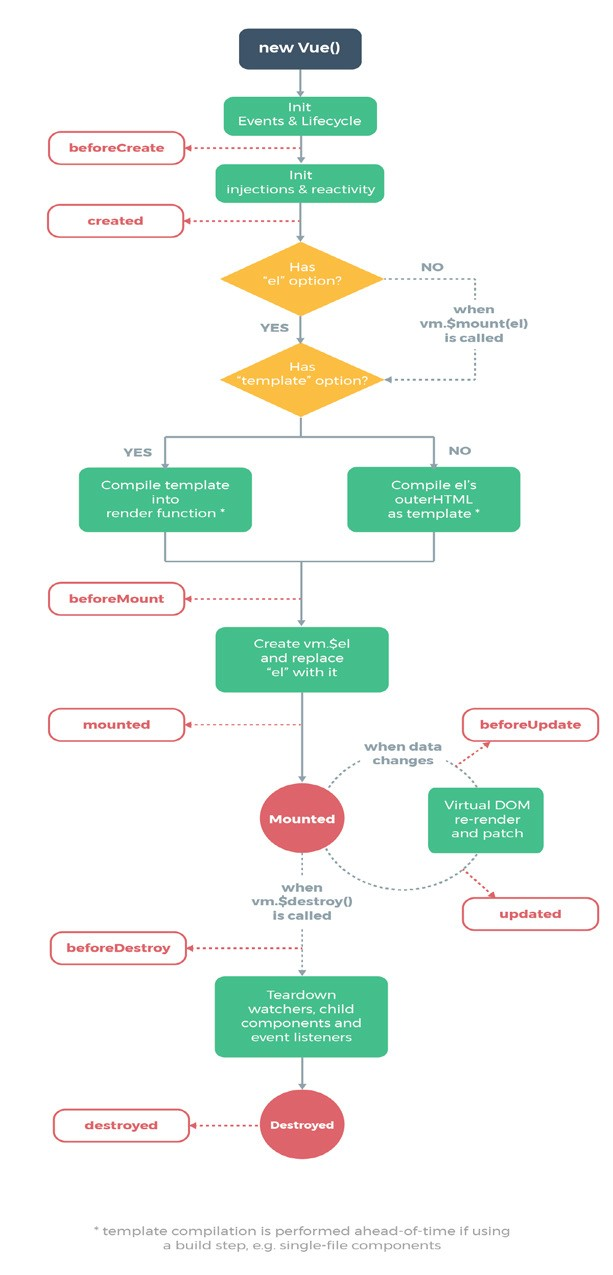 new Vue()
Init
Events & Lifecycle
beforeCreate
Init
injections & reactivity
created
Has
"el" option?
NO
when
vm.$mount(el)
is called
YES
Has
"template" option?
YES
NO
Compile template
into
render function *
Compile el's
outerHTML
as template *
beforeMount
Create vm.$el
and replace
"el" with it
mounted
beforeUpdate
when data
changes
Mounted
Virtual DOM
re-render
and patch
when
vm.$destroy()
is called
updated
beforeDestroy
Teardown
watchers, child
components and
event listeners
destroyed
Destroyed
* template compilation is performed ahead-of-time if using
a build step, e.g. single-file components